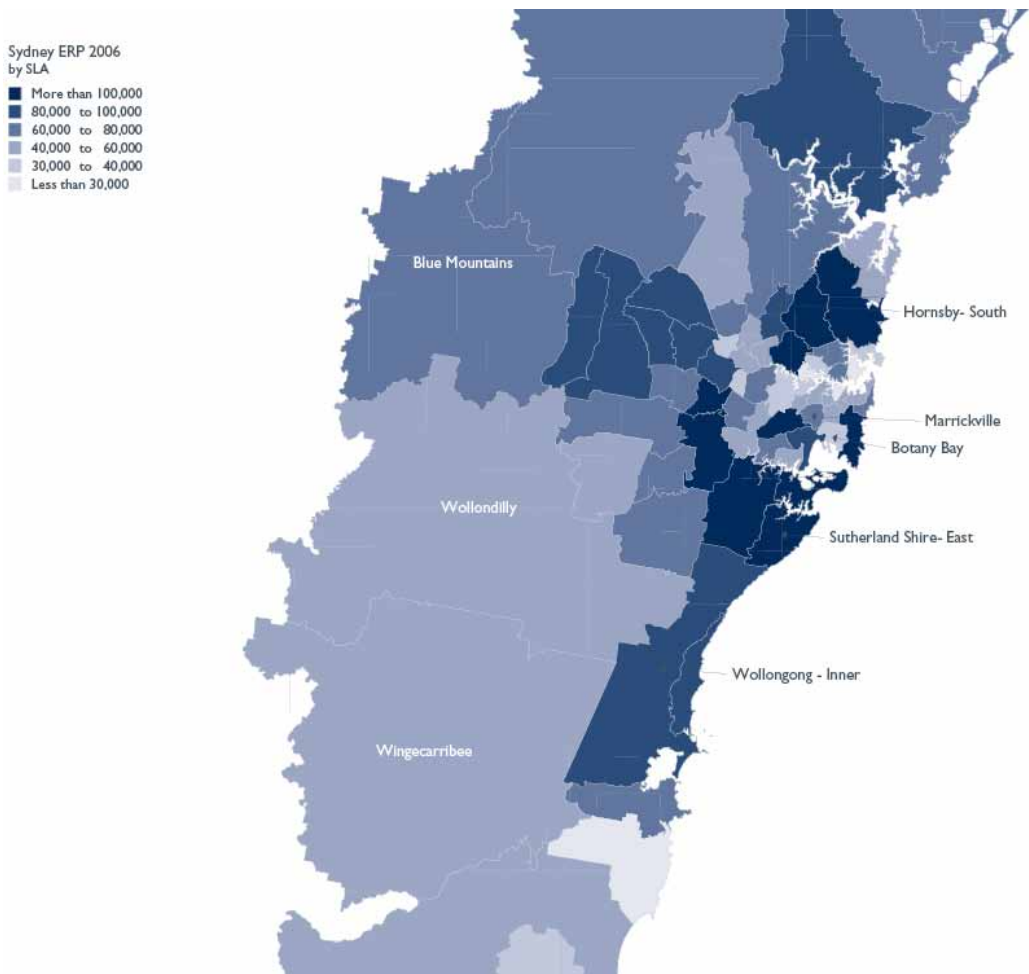 Sydney ERP 2006
by SLA
More than 100,000
80,000 to 100,000
60,000 to 80,000
40,000 to 60,000
30,000 to 40,000
Less than 30,000
Blue Mountains
Hornsby- South
Marrickville
Botany Bay
Wollondilly
Sutherland Shire- East
Wollongong - Inner
Wingecarribee